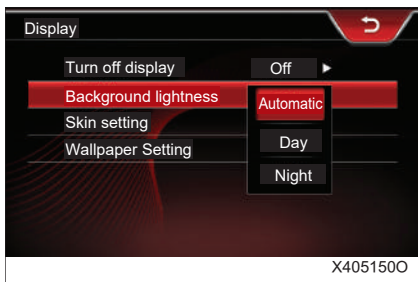 Display
Turn off display Off
Background lightness Automatic
Skin setting
Day
Wallpaper Setting
Night
X405150O